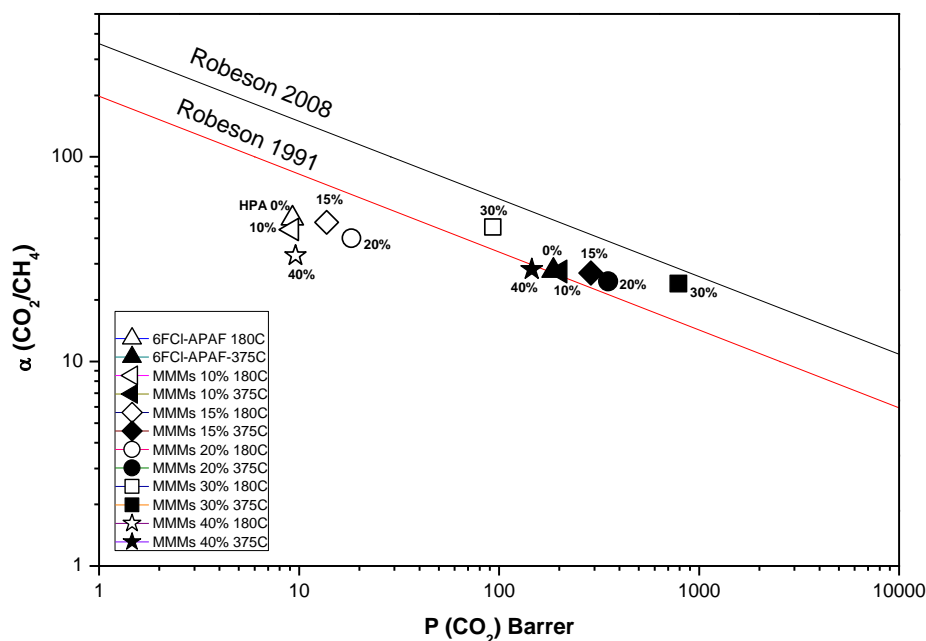 Robeson 2008
Robeson 1991
100
10
1
α (CO₂/CH₄)
HPA 0%
10%
40%
15%
20%
30%
40%
0%
10%
15%
20%
30%
6FCl-APAF 180C
6FCl-APAF-375C
MMMs 10% 180C
MMMs 10% 375C
MMMs 15% 180C
MMMs 15% 375C
MMMs 20% 180C
MMMs 20% 375C
MMMs 30% 180C
MMMs 30% 375C
MMMs 40% 180C
MMMs 40% 375C
1 10 100 1000 10000
P (CO₂) Barrer